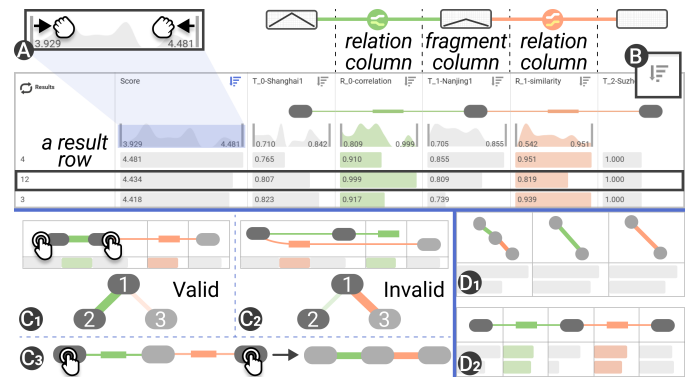 A
3.929
4.481
relation column
fragment column
relation column
B
Results
Score
T_0-Shanghai1
R_0-correlation
T_1-Nanjing1
R_1-similarity
T_2-Suzh
a result row
3.929 4.481
0.710 0.842
0.809 0.999
0.705 0.855
0.542 0.951
4 4.481 0.765 0.910 0.855 0.951 1.000
12 4.434 0.807 0.999 0.809 0.819 1.000
3 4.418 0.823 0.917 0.739 0.939 1.000
C1
1
2
3
Valid
C2
1
2
3
Invalid
C3
D1
D2